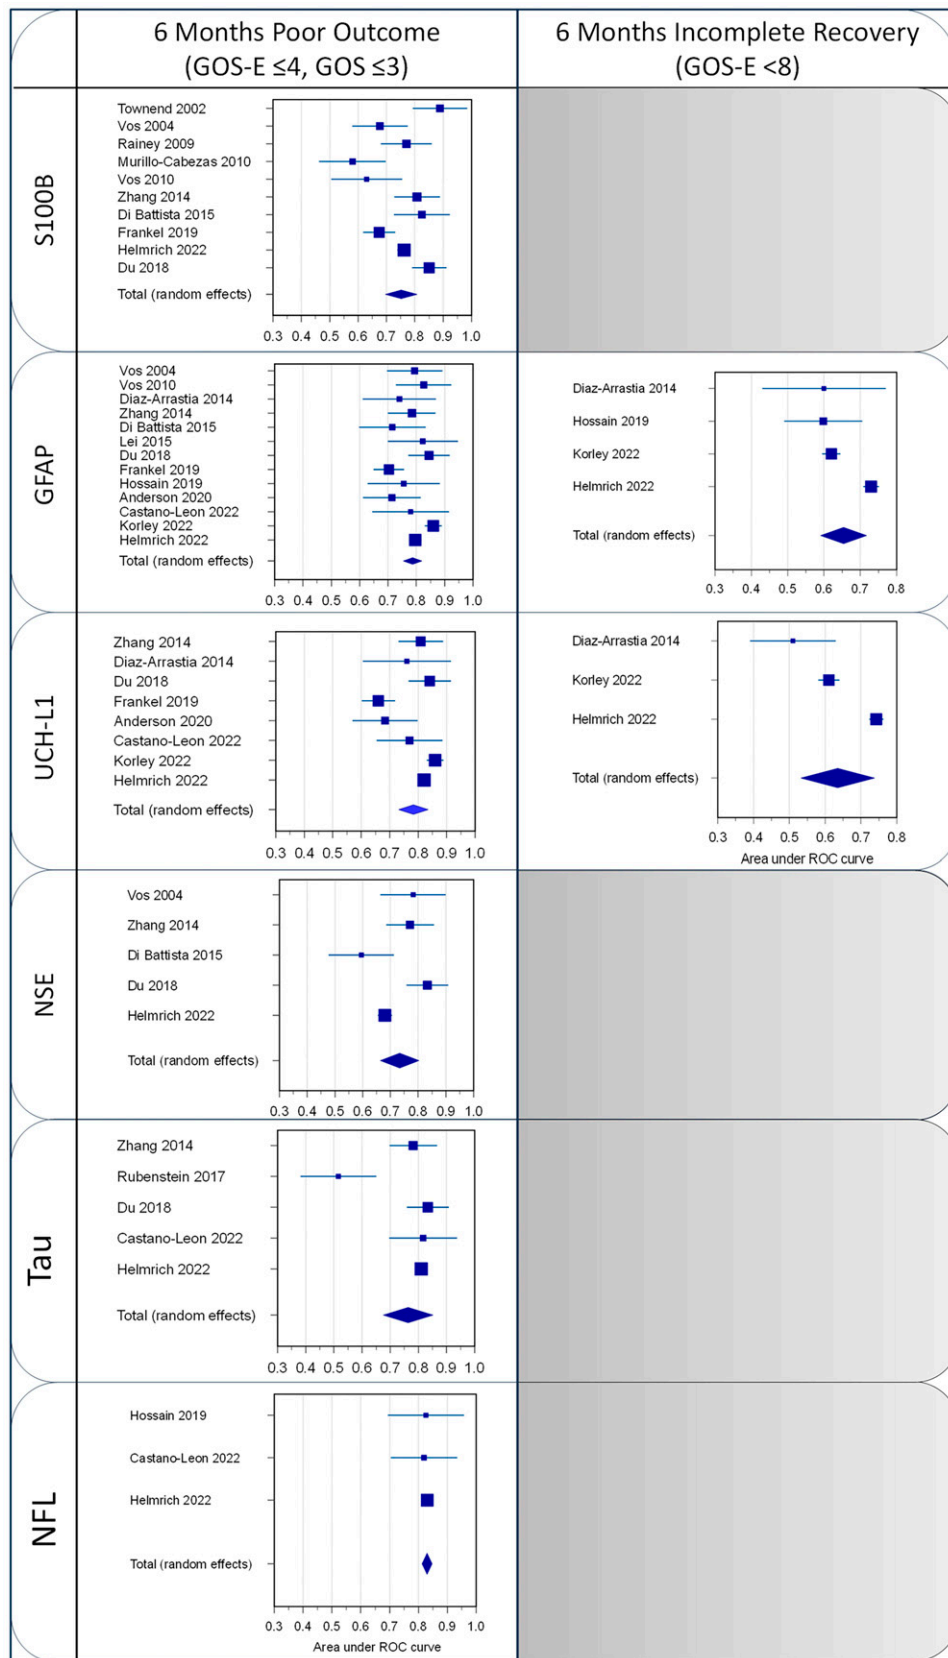 6 Months Poor Outcome
(GOS-E ≤4, GOS ≤3)
6 Months Incomplete Recovery
(GOS-E <8)
S100B
Townend 2002
Vos 2004
Rainey 2009
Murillo-Cabezas 2010
Vos 2010
Zhang 2014
Di Battista 2015
Frankel 2019
Helmrich 2022
Du 2018
Total (random effects)
0.3 0.4 0.5 0.6 0.7 0.8 0.9 1.0
GFAP
Vos 2004
Vos 2010
Diaz-Arrastia 2014
Zhang 2014
Di Battista 2015
Lei 2015
Du 2018
Frankel 2019
Hossain 2019
Anderson 2020
Castano-Leon 2022
Korley 2022
Helmrich 2022
Total (random effects)
0.3 0.4 0.5 0.6 0.7 0.8 0.9 1.0
Diaz-Arrastia 2014
Hossain 2019
Korley 2022
Helmrich 2022
Total (random effects)
0.3 0.4 0.5 0.6 0.7 0.8
UCH-L1
Zhang 2014
Diaz-Arrastia 2014
Du 2018
Frankel 2019
Anderson 2020
Castano-Leon 2022
Korley 2022
Helmrich 2022
Total (random effects)
0.3 0.4 0.5 0.6 0.7 0.8 0.9 1.0
Diaz-Arrastia 2014
Korley 2022
Helmrich 2022
Total (random effects)
0.3 0.4 0.5 0.6 0.7 0.8
Area under ROC curve
NSE
Vos 2004
Zhang 2014
Di Battista 2015
Du 2018
Helmrich 2022
Total (random effects)
0.3 0.4 0.5 0.6 0.7 0.8 0.9 1.0
Tau
Zhang 2014
Rubenstein 2017
Du 2018
Castano-Leon 2022
Helmrich 2022
Total (random effects)
0.3 0.4 0.5 0.6 0.7 0.8 0.9 1.0
NFL
Hossain 2019
Castano-Leon 2022
Helmrich 2022
Total (random effects)
0.3 0.4 0.5 0.6 0.7 0.8 0.9 1.0
Area under ROC curve